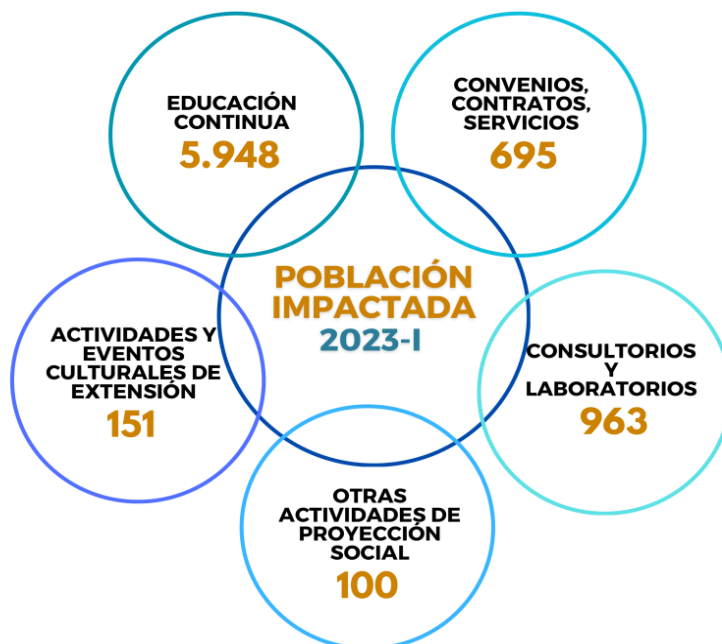 EDUCACIÓN
CONTINUA
5.948
CONVENIOS,
CONTRATOS,
SERVICIOS
695
POBLACIÓN
IMPACTADA
2023-I
ACTIVIDADES Y
EVENTOS
CULTURALES DE
EXTENSIÓN
151
CONSULTORIOS
Y
LABORATORIOS
963
OTRAS
ACTIVIDADES DE
PROYECCIÓN
SOCIAL
100